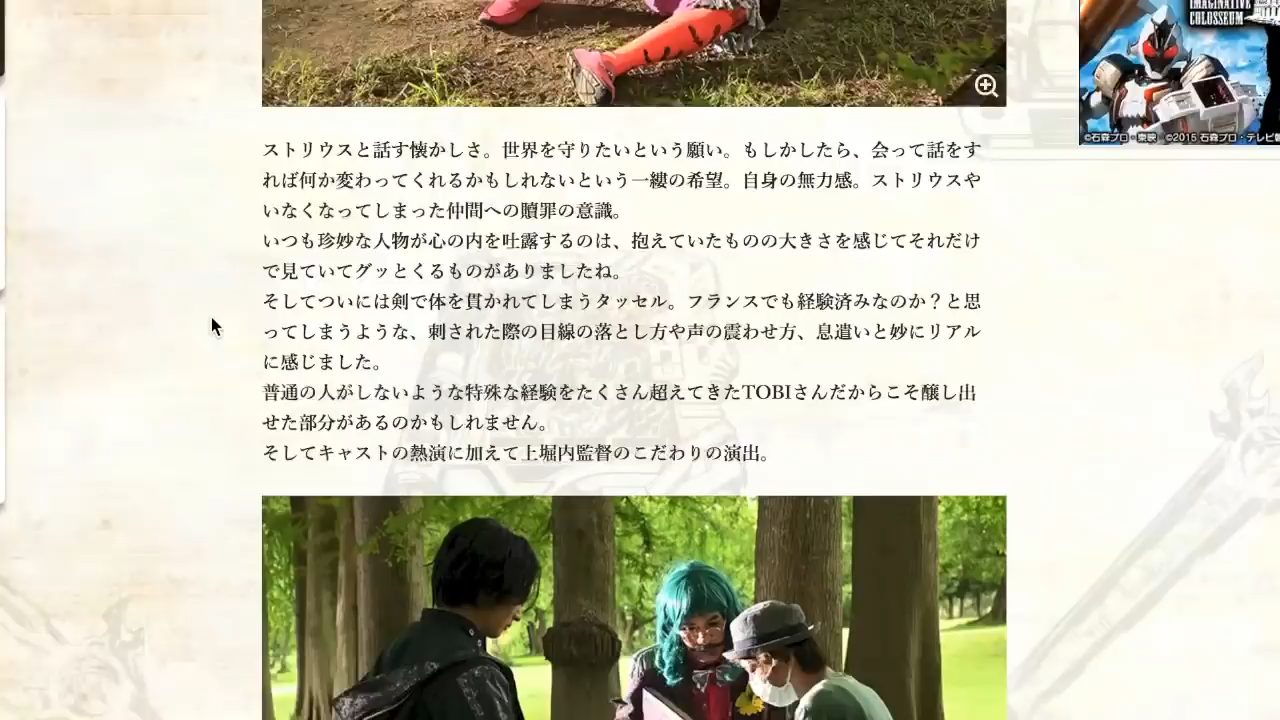 IMAGINATIVE
COLOSSEUM
©石森プロ・東映 ©2015 石森プロ・テレビ
ストリウスと話す懐かしさ。世界を守りたいという願い。もしかしたら、会って話をす
れば何か変わってくれるかもしれないという一縷の希望。自身の無力感。ストリウスや
いなくなってしまった仲間への贖罪の意識。
いつも珍妙な人物が心の内を吐露するのは、抱えていたものの大きさを感じてそれだけ
で見ていてグッとくるものがありましたね。
そしてついには剣で体を貫かれてしまうタッセル。フランスでも経験済みなのか？と思
ってしまうような、刺された際の目線の落とし方や声の震わせ方、息遣いと妙にリアル
に感じました。
普通の人がしないような特殊な経験をたくさん超えてきたTOBIさんだからこそ醸し出
せた部分があるのかもしれません。
そしてキャストの熱演に加えて上堀内監督のこだわりの演出。